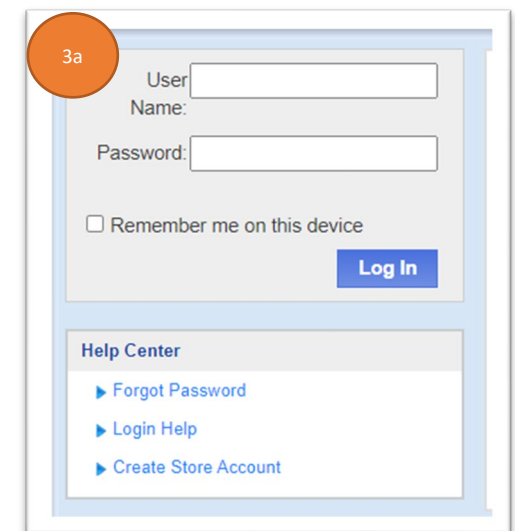 3a
User
Name:
Password:
Remember me on this device
Log In
Help Center
Forgot Password
Login Help
Create Store Account